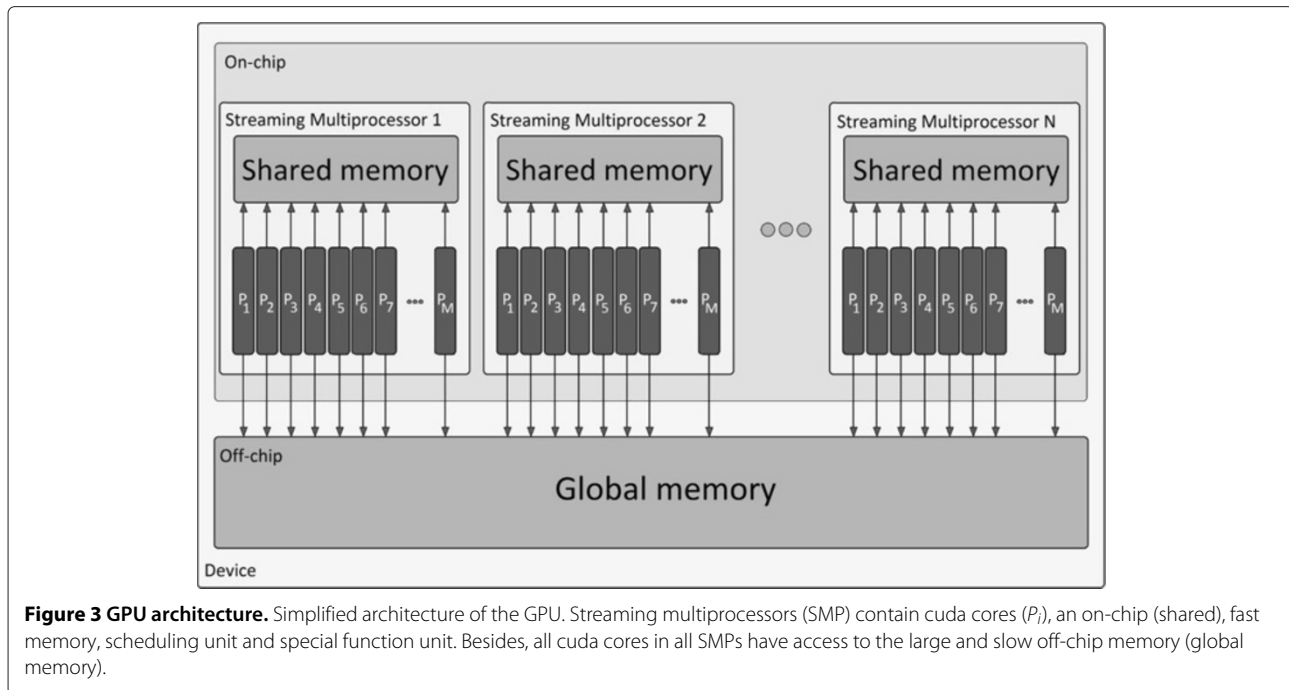 On-chip
Streaming Multiprocessor 1 Streaming Multiprocessor 2 Streaming Multiprocessor N
Shared memory Shared memory Shared memory
P1 P2 P3 P4 P5 P6 P7 ... PM P1 P2 P3 P4 P5 P6 P7 ... PM P1 P2 P3 P4 P5 P6 P7 ... PM
Off-chip
Global memory
Device
Figure 3 GPU architecture. Simplified architecture of the GPU. Streaming multiprocessors (SMP) contain cuda cores (Pi), an on-chip (shared), fast
memory, scheduling unit and special function unit. Besides, all cuda cores in all SMPs have access to the large and slow off-chip memory (global
memory).